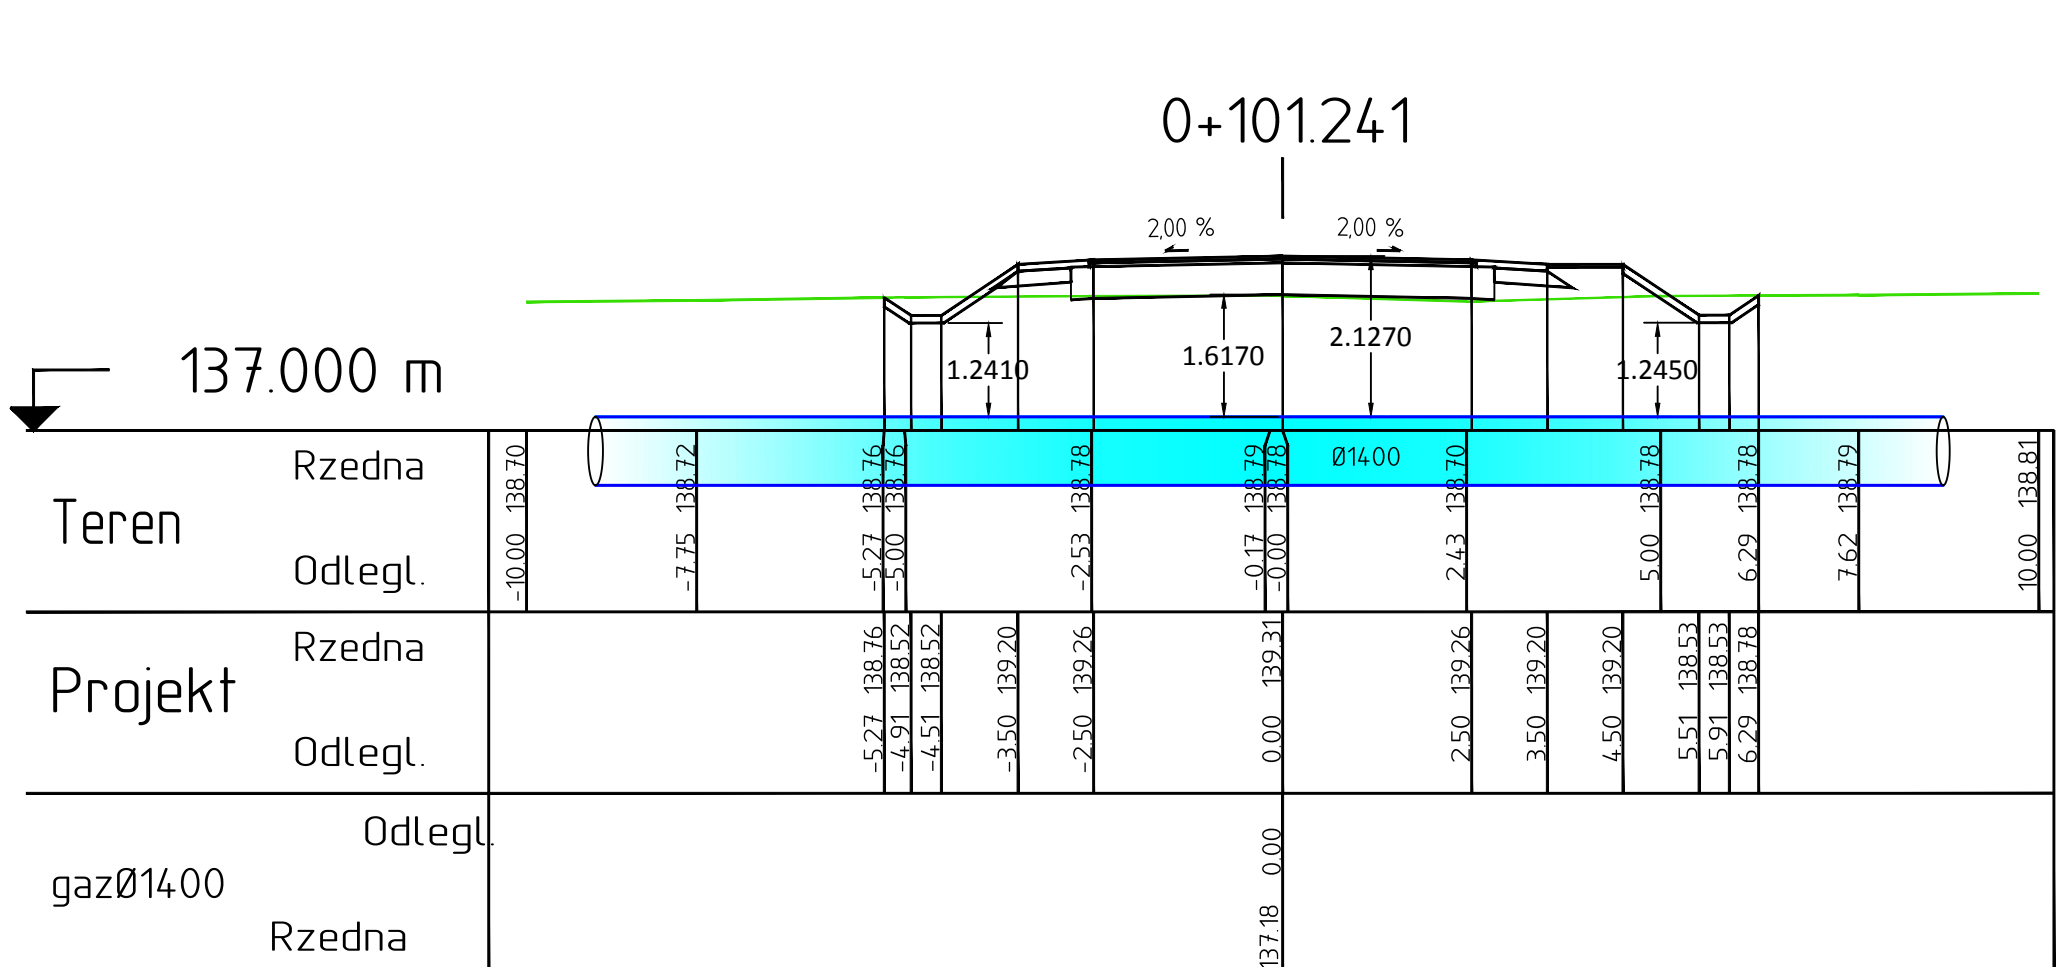 0+101.241
2,00 % 2,00 %
2.1270
1.6170
1.2410 1.2450
137.000 m
Ø1400
Teren
Rzedna
138.70 138.72 138.76 138.76 138.78 138.79 138.78 138.70 138.78 138.78 138.79 138.81
Odlegl.
-10.00 -7.75 -5.27 -5.00 -2.53 -0.17 -0.00 2.43 5.00 6.29 7.62 10.00
Projekt
Rzedna
138.76 138.52 138.52 139.20 139.26 139.31 139.26 139.20 139.20 138.53 138.53 138.78
Odlegl.
-5.27 -4.91 -4.51 -3.50 -2.50 0.00 2.50 3.50 4.50 5.51 5.91 6.29
gazØ1400
Odlegl.
0.00
Rzedna
137.18